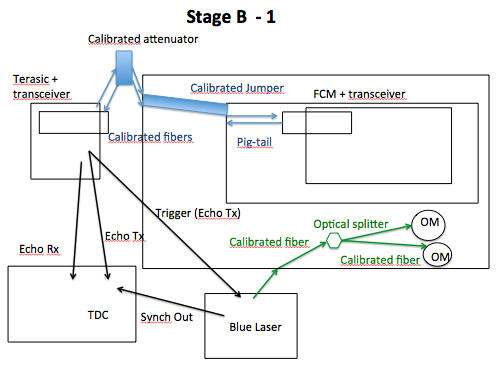 Stage B - 1
Calibrated attenuator
Terasic +
transceiver
Calibrated Jumper
FCM + transceiver
Calibrated fibers
Pig-tail
Trigger (Echo Tx)
Optical splitter
OM
Echo Rx
Echo Tx
Calibrated fiber
Calibrated fiber
OM
TDC
Synch Out
Blue Laser